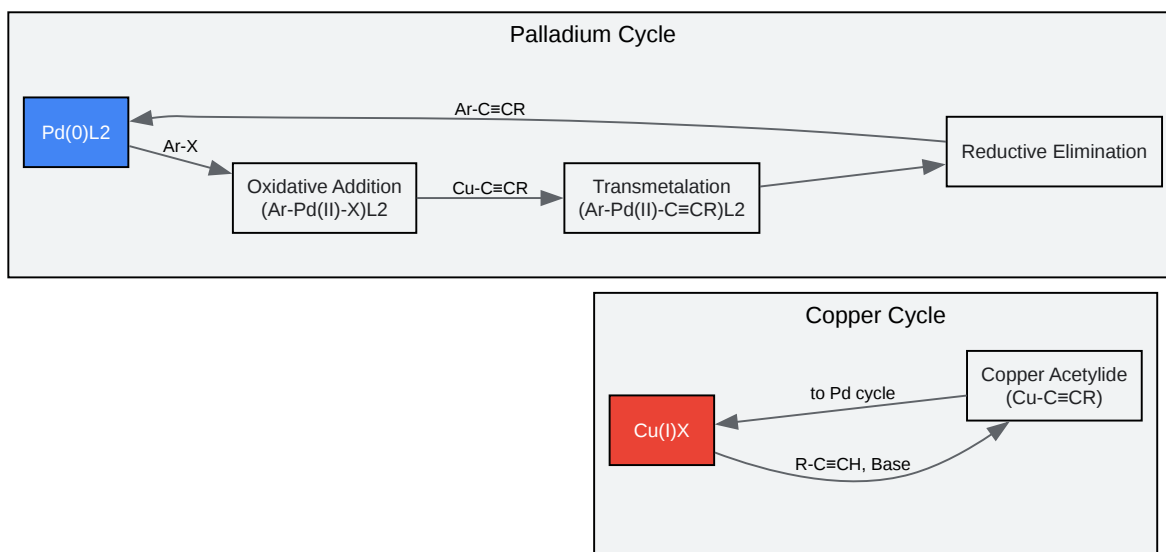 Palladium Cycle
Pd(0)L2
Ar-C≡CR
Ar-X
Oxidative Addition
(Ar-Pd(II)-X)L2
Cu-C≡CR
Transmetalation
(Ar-Pd(II)-C≡CR)L2
Reductive Elimination
Copper Cycle
Cu(I)X
to Pd cycle
R-C≡CH, Base
Copper Acetylide
(Cu-C≡CR)